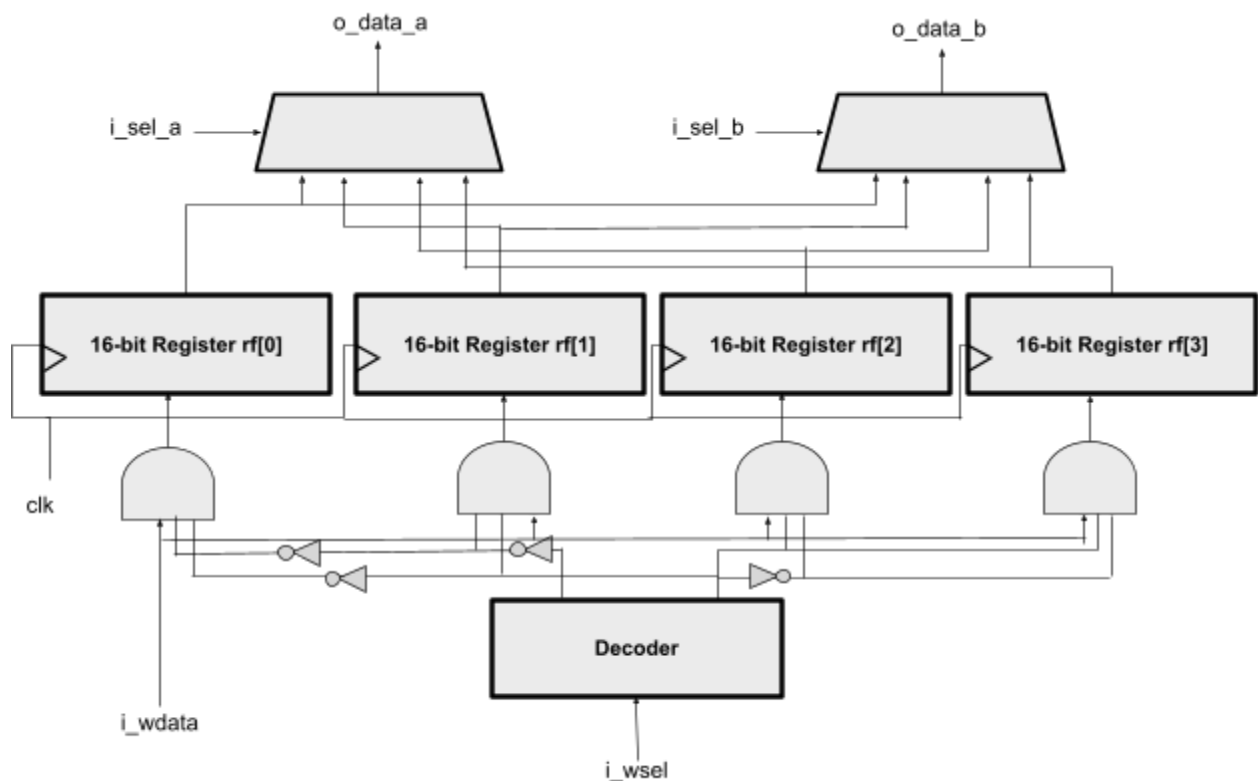 o_data_a
o_data_b
i_sel_a
i_sel_b
16-bit Register rf[0]
16-bit Register rf[1]
16-bit Register rf[2]
16-bit Register rf[3]
clk
Decoder
i_wdata
i_wsel